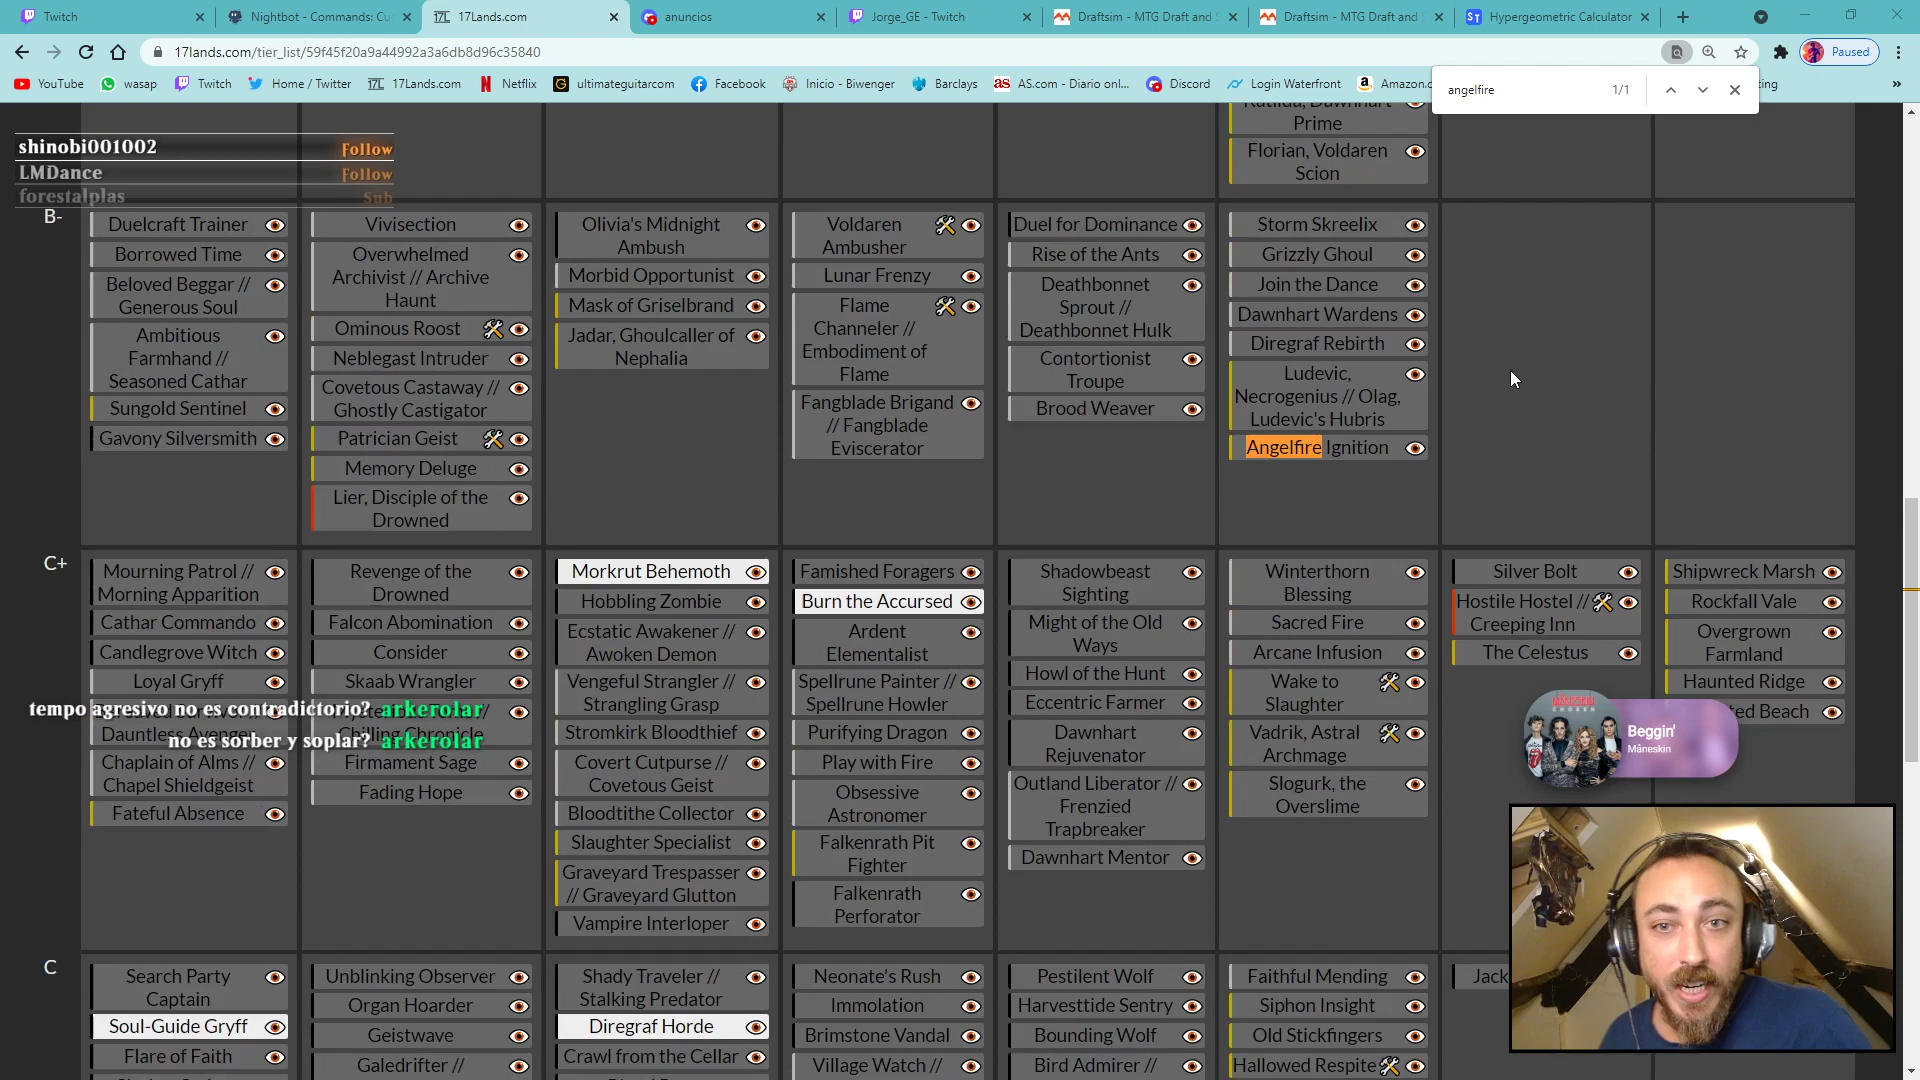 Twitch
Nightbot - Commands: Cu
17Lands.com
anuncios
Jorge_GE - Twitch
Draftsim - MTG Draft and
Draftsim - MTG Draft and
Hypergeometric Calculator
17lands.com/tier_list/59f45f20a9a44992a3a6db8d96c35840
Paused
YouTube
wasap
Twitch
Home / Twitter
17Lands.com
Netflix
ultimateguitarcom
Facebook
Inicio - Biwenger
Barclays
AS.com - Diario onl...
Discord
Login Waterfront
Amazon.c
angelfire
1/1
shinobi001002 Follow
LMDance Follow
forestalplas Sub
Katilda, Dawnhart
Prime
Florian, Voldaren
Scion
B-
Duelcraft Trainer
Borrowed Time
Beloved Beggar //
Generous Soul
Ambitious
Farmhand //
Seasoned Cathar
Sungold Sentinel
Gavony Silversmith
Vivisection
Overwhelmed
Archivist // Archive
Haunt
Ominous Roost
Neblegast Intruder
Covetous Castaway //
Ghostly Castigator
Patrician Geist
Memory Deluge
Lier, Disciple of the
Drowned
Olivia's Midnight
Ambush
Morbid Opportunist
Mask of Griselbrand
Jadar, Ghoulcaller of
Nephalia
Voldaren
Ambusher
Lunar Frenzy
Flame
Channeler //
Embodiment of
Flame
Fangblade Brigand
// Fangblade
Eviscerator
Duel for Dominance
Rise of the Ants
Deathbonnet
Sprout //
Deathbonnet Hulk
Contortionist
Troupe
Brood Weaver
Storm Skreelix
Grizzly Ghoul
Join the Dance
Dawnhart Wardens
Diregraf Rebirth
Ludevic,
Necrogenius // Olag,
Ludevic's Hubris
Angelfire Ignition
C+
Mourning Patrol //
Morning Apparition
Cathar Commando
Candlegrove Witch
Loyal Gryff
Dauntless Avenger
Chaplain of Alms //
Chapel Shieldgeist
Fateful Absence
Revenge of the
Drowned
Falcon Abomination
Consider
Skaab Wrangler
Chilling Chronicle
Firmament Sage
Fading Hope
Morkrut Behemoth
Hobbling Zombie
Ecstatic Awakener //
Awoken Demon
Vengeful Strangler //
Strangling Grasp
Stromkirk Bloodthief
Covert Cutpurse //
Covetous Geist
Bloodtithe Collector
Slaughter Specialist
Graveyard Trespasser
// Graveyard Glutton
Vampire Interloper
Famished Foragers
Burn the Accursed
Ardent
Elementalist
Spellrune Painter //
Spellrune Howler
Purifying Dragon
Play with Fire
Obsessive
Astronomer
Falkenrath Pit
Fighter
Falkenrath
Perforator
Shadowbeast
Sighting
Might of the Old
Ways
Howl of the Hunt
Eccentric Farmer
Dawnhart
Rejuvenator
Outland Liberator //
Frenzied
Trapbreaker
Dawnhart Mentor
Winterthorn
Blessing
Sacred Fire
Arcane Infusion
Wake to
Slaughter
Vadrik, Astral
Archmage
Slogurk, the
Overslime
Silver Bolt
Hostile Hostel //
Creeping Inn
The Celestus
Shipwreck Marsh
Rockfall Vale
Overgrown
Farmland
Haunted Ridge
ted Beach
tempo agresivo no es contradictorio? arkerolar
no es sorber y soplar? arkerolar
Beggin'
Måneskin
C
Search Party
Captain
Soul-Guide Gryff
Flare of Faith
Unblinking Observer
Organ Hoarder
Geistwave
Galedrifter //
Shady Traveler //
Stalking Predator
Diregraf Horde
Crawl from the Cellar
Neonate's Rush
Immolation
Brimstone Vandal
Village Watch //
Pestilent Wolf
Harvesttide Sentry
Bounding Wolf
Bird Admirer //
Faithful Mending
Siphon Insight
Old Stickfingers
Hallowed Respite
Jack